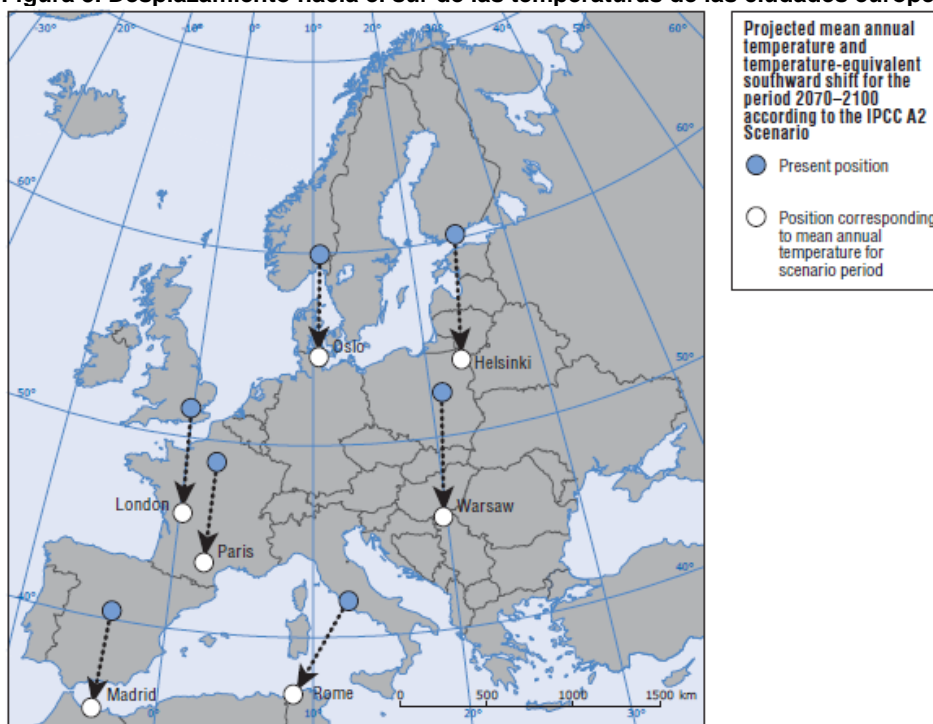 Figura 3. Desplazamiento hacia el sur de las temperaturas de las ciudades
-30° -20° -10° 0° 10° 20° 30° 40° 50° 60°
60°
60°
50°
50°
40°
40°
0° 10° 20° 30°
Oslo
Helsinki
London
Paris
Warsaw
Madrid
Rome
0 500 1000 1500 km
Projected mean annual
temperature and
temperature-equivalent
southward shift for the
period 2070–2100
according to the IPCC A2
Scenario
Present position
Position corresponding
to mean annual
temperature for
scenario period